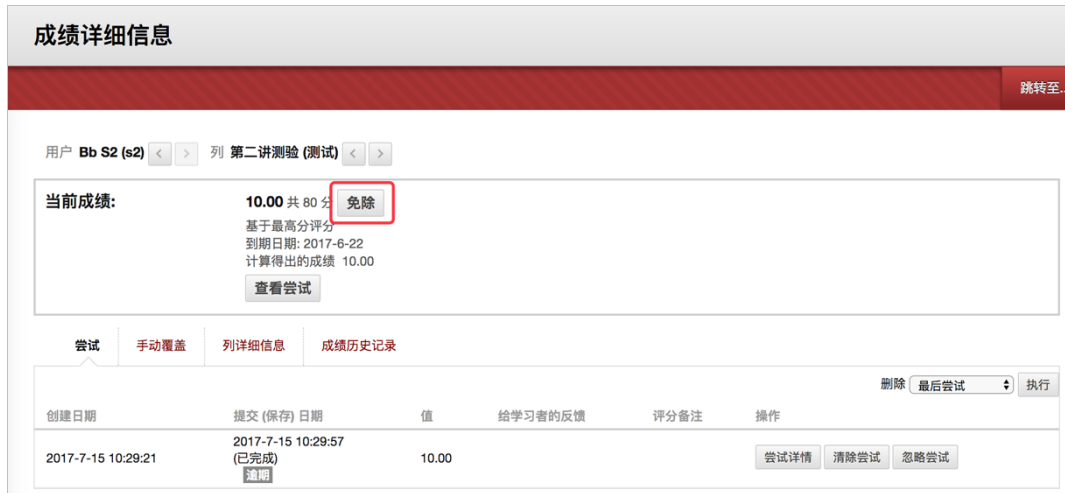 成绩详细信息
跳转至...
用户 Bb S2 (s2) < > 列 第二讲测验 (测试) < >
当前成绩: 10.00 共 80 分 免除
基于最高分评分
到期日期: 2017-6-22
计算得出的成绩 10.00
查看尝试
尝试 手动覆盖 列详细信息 成绩历史记录
删除 最后尝试 执行
创建日期 提交 (保存) 日期 值 给学习者的反馈 评分备注 操作
2017-7-15 10:29:21 2017-7-15 10:29:57 10.00 尝试详情 清除尝试 忽略尝试
(已完成)
逾期